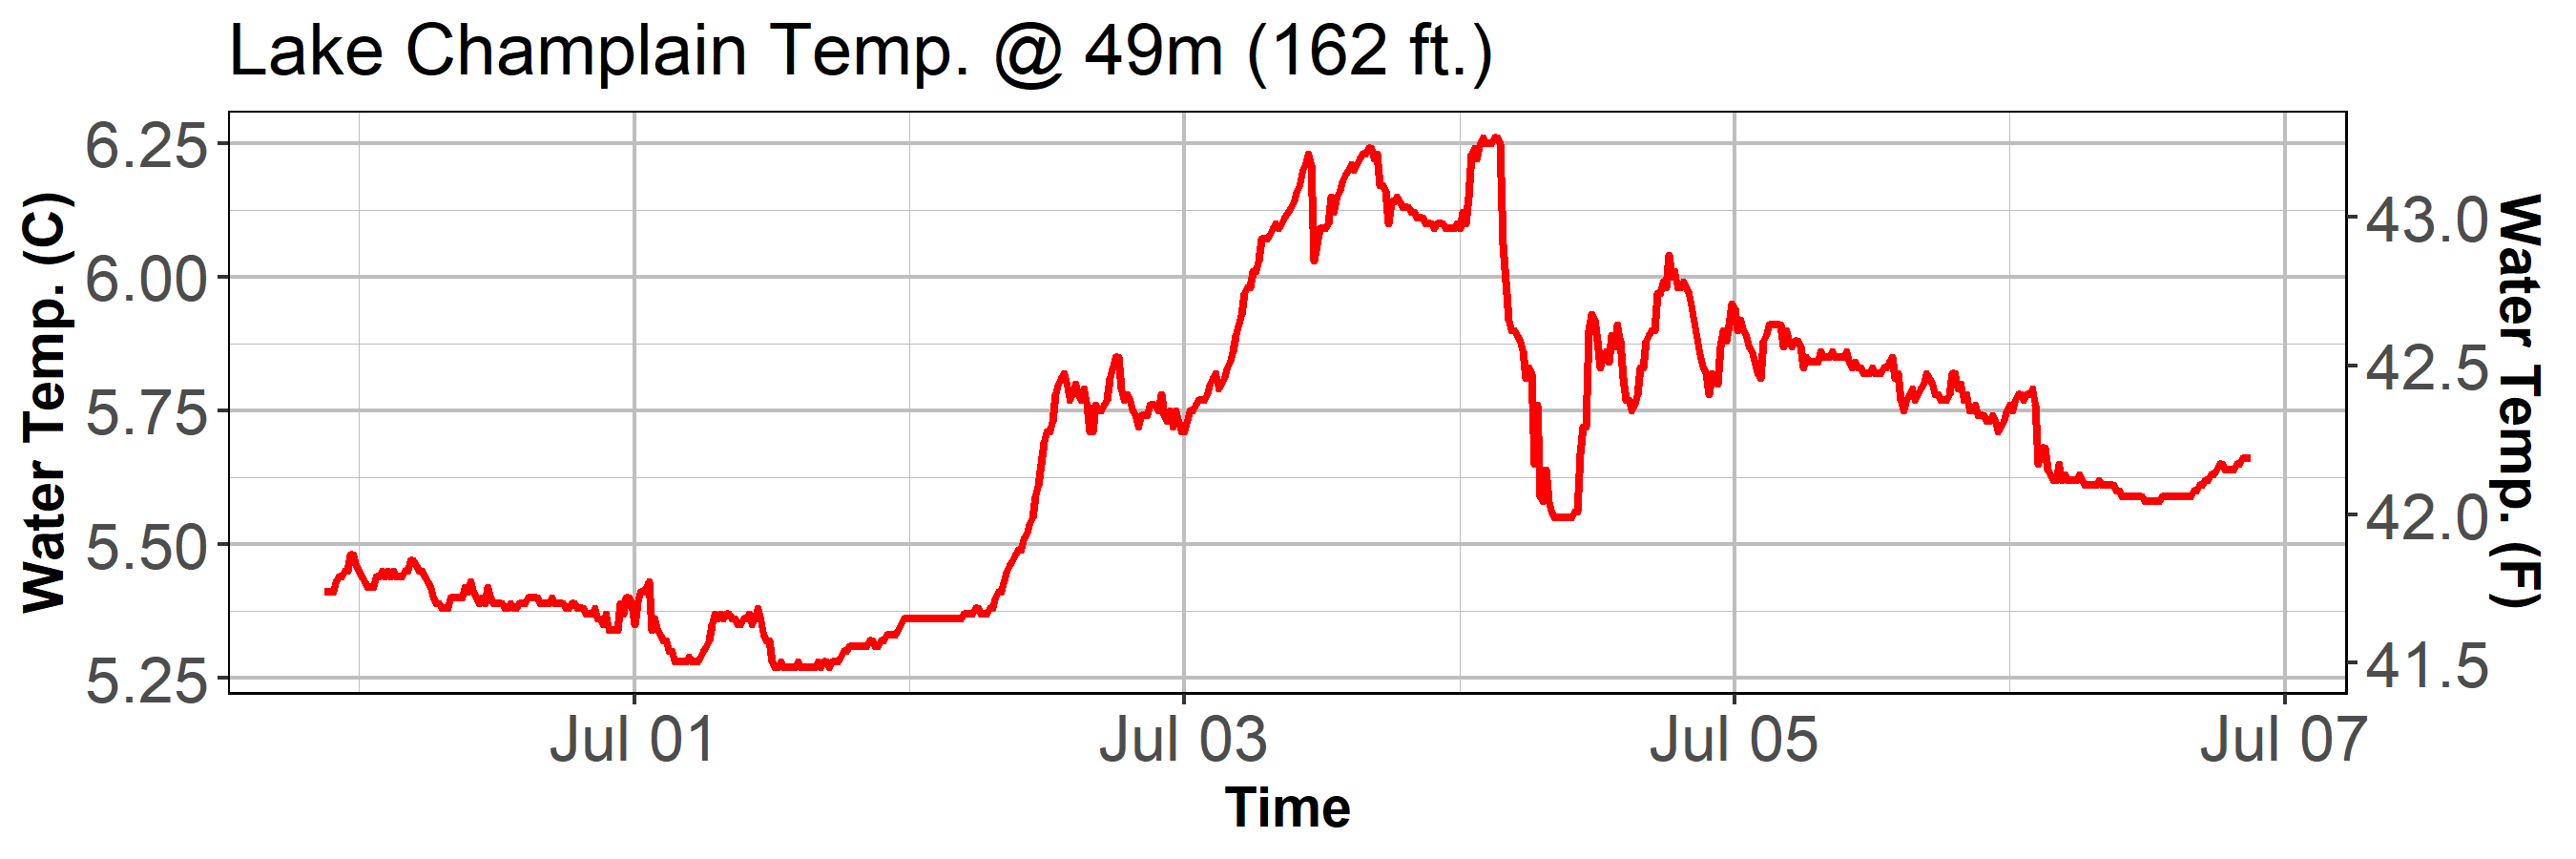 Lake Champlain Temp. @ 49m (162 ft.)
Water Temp. (C)
6.25
6.00
5.75
5.50
5.25
43.0
42.5
42.0
41.5
Water Temp. (F)
Jul 01 Jul 03 Jul 05 Jul 07
Time